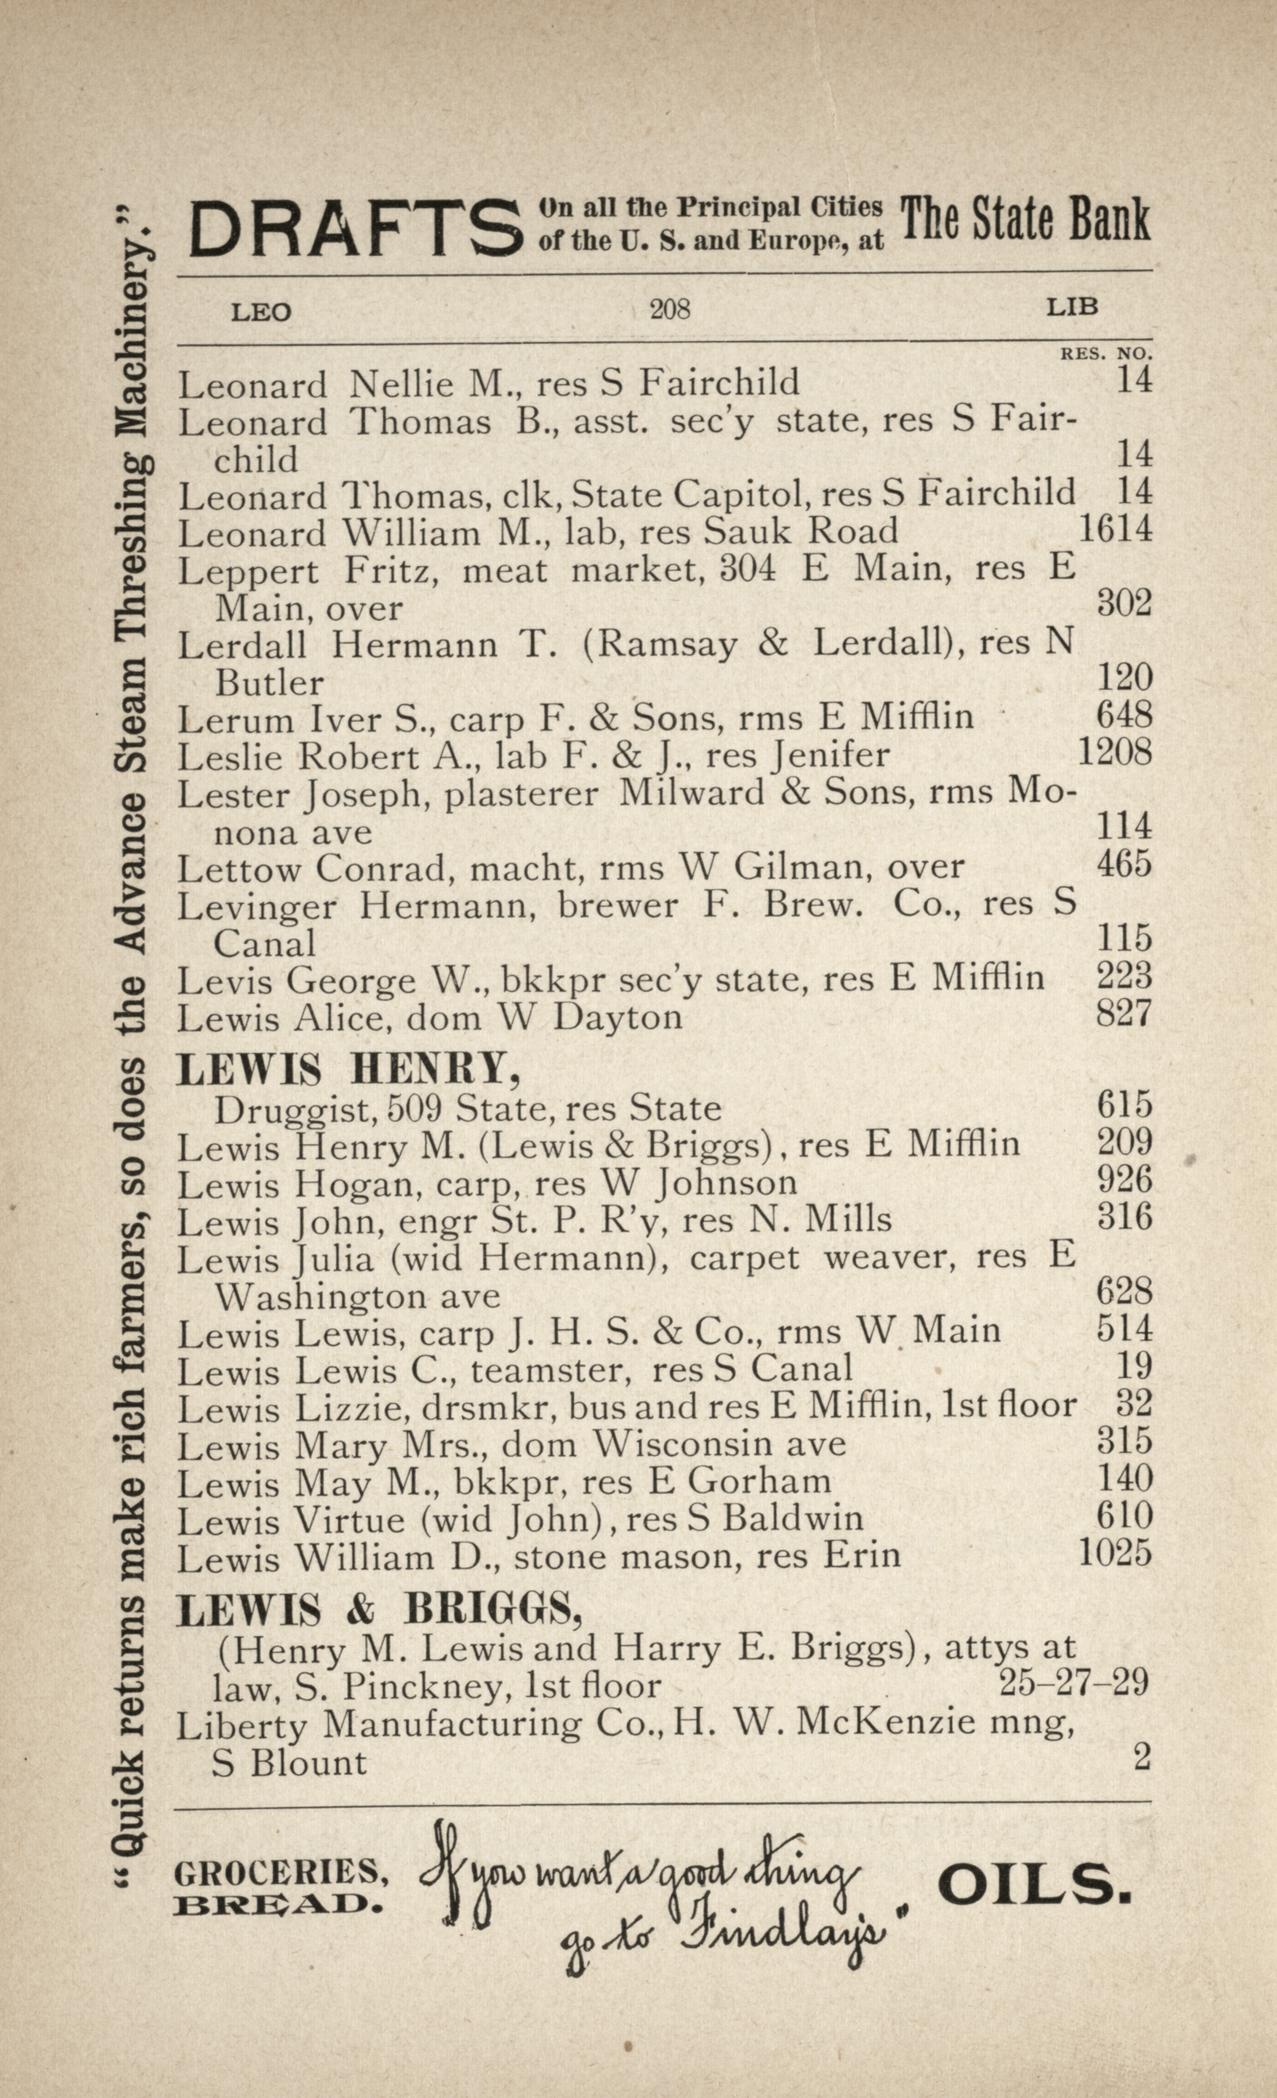 DRAFTS On all the Principal Cities of the U. S. and Europe, at The State Bank
LEO 208 LIB
RES. NO.
Leonard Nellie M., res S Fairchild 14
Leonard Thomas B., asst. sec'y state, res S Fair-
child 14
Leonard Thomas, clk, State Capitol, res S Fairchild 14
Leonard William M., lab, res Sauk Road 1614
Leppert Fritz, meat market, 304 E Main, res E
Main, over 302
Lerdall Hermann T. (Ramsay & Lerdall), res N
Butler 120
Lerum Iver S., carp F. & Sons, rms E Mifflin 648
Leslie Robert A., lab F. & J., res Jenifer 1208
Lester Joseph, plasterer Milward & Sons, rms Mo-
nona ave 114
Lettow Conrad, macht, rms W Gilman, over 465
Levinger Hermann, brewer F. Brew. Co., res S
Canal 115
Levis George W., bkkpr sec'y state, res E Mifflin 223
Lewis Alice, dom W Dayton 827
LEWIS HENRY,
Druggist, 509 State, res State 615
Lewis Henry M. (Lewis & Briggs), res E Mifflin 209
Lewis Hogan, carp, res W Johnson 926
Lewis John, engr St. P. R'y, res N. Mills 316
Lewis Julia (wid Hermann), carpet weaver, res E
Washington ave 628
Lewis Lewis, carp J. H. S. & Co., rms W Main 514
Lewis Lewis C., teamster, res S Canal 19
Lewis Lizzie, drsmkr, bus and res E Mifflin, 1st floor 32
Lewis Mary Mrs., dom Wisconsin ave 315
Lewis May M., bkkpr, res E Gorham 140
Lewis Virtue (wid John), res S Baldwin 610
Lewis William D., stone mason, res Erin 1025
LEWIS & BRIGGS,
(Henry M. Lewis and Harry E. Briggs), attys at
law, S. Pinckney, 1st floor 25–27–29
Liberty Manufacturing Co., H. W. McKenzie mng,
S Blount 2
GROCERIES, BREAD. If you want a good thing
go to Findlay's" OILS.
"Quick returns make rich farmers, so does the Advance Steam Threshing Machinery."